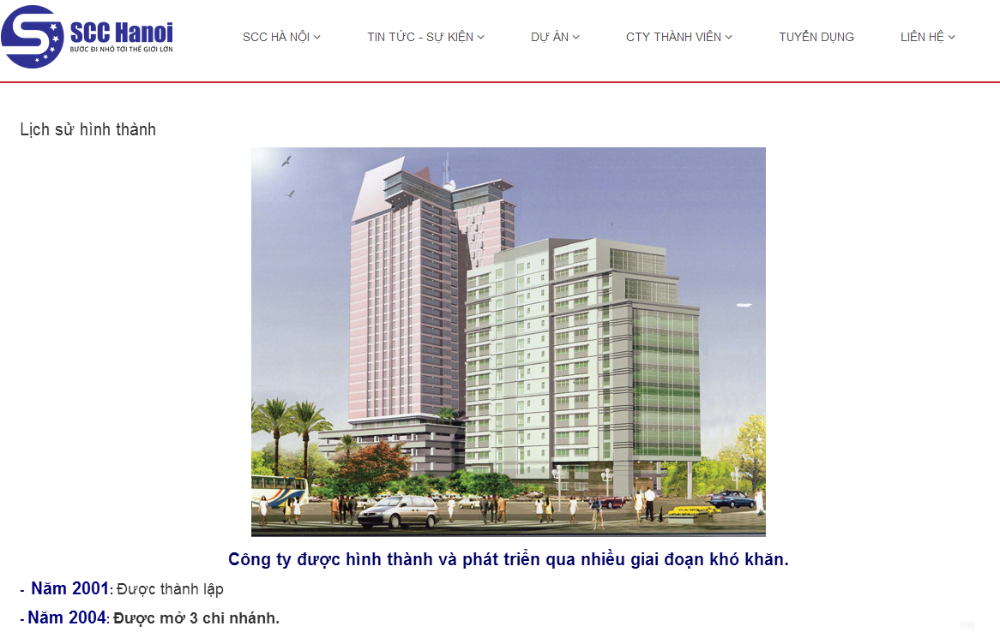 SCC Hanoi
BƯỚC ĐI NHỎ TỚI THẾ GIỚI LỚN
SCC HÀ NỘI
TIN TỨC - SỰ KIỆN
DỰ ÁN
CTY THÀNH VIÊN
TUYỂN DỤNG
LIÊN HỆ
Lịch sử hình thành
Công ty được hình thành và phát triển qua nhiều giai đoạn khó khăn.
- Năm 2001: Được thành lập
- Năm 2004: Được mở 3 chi nhánh.